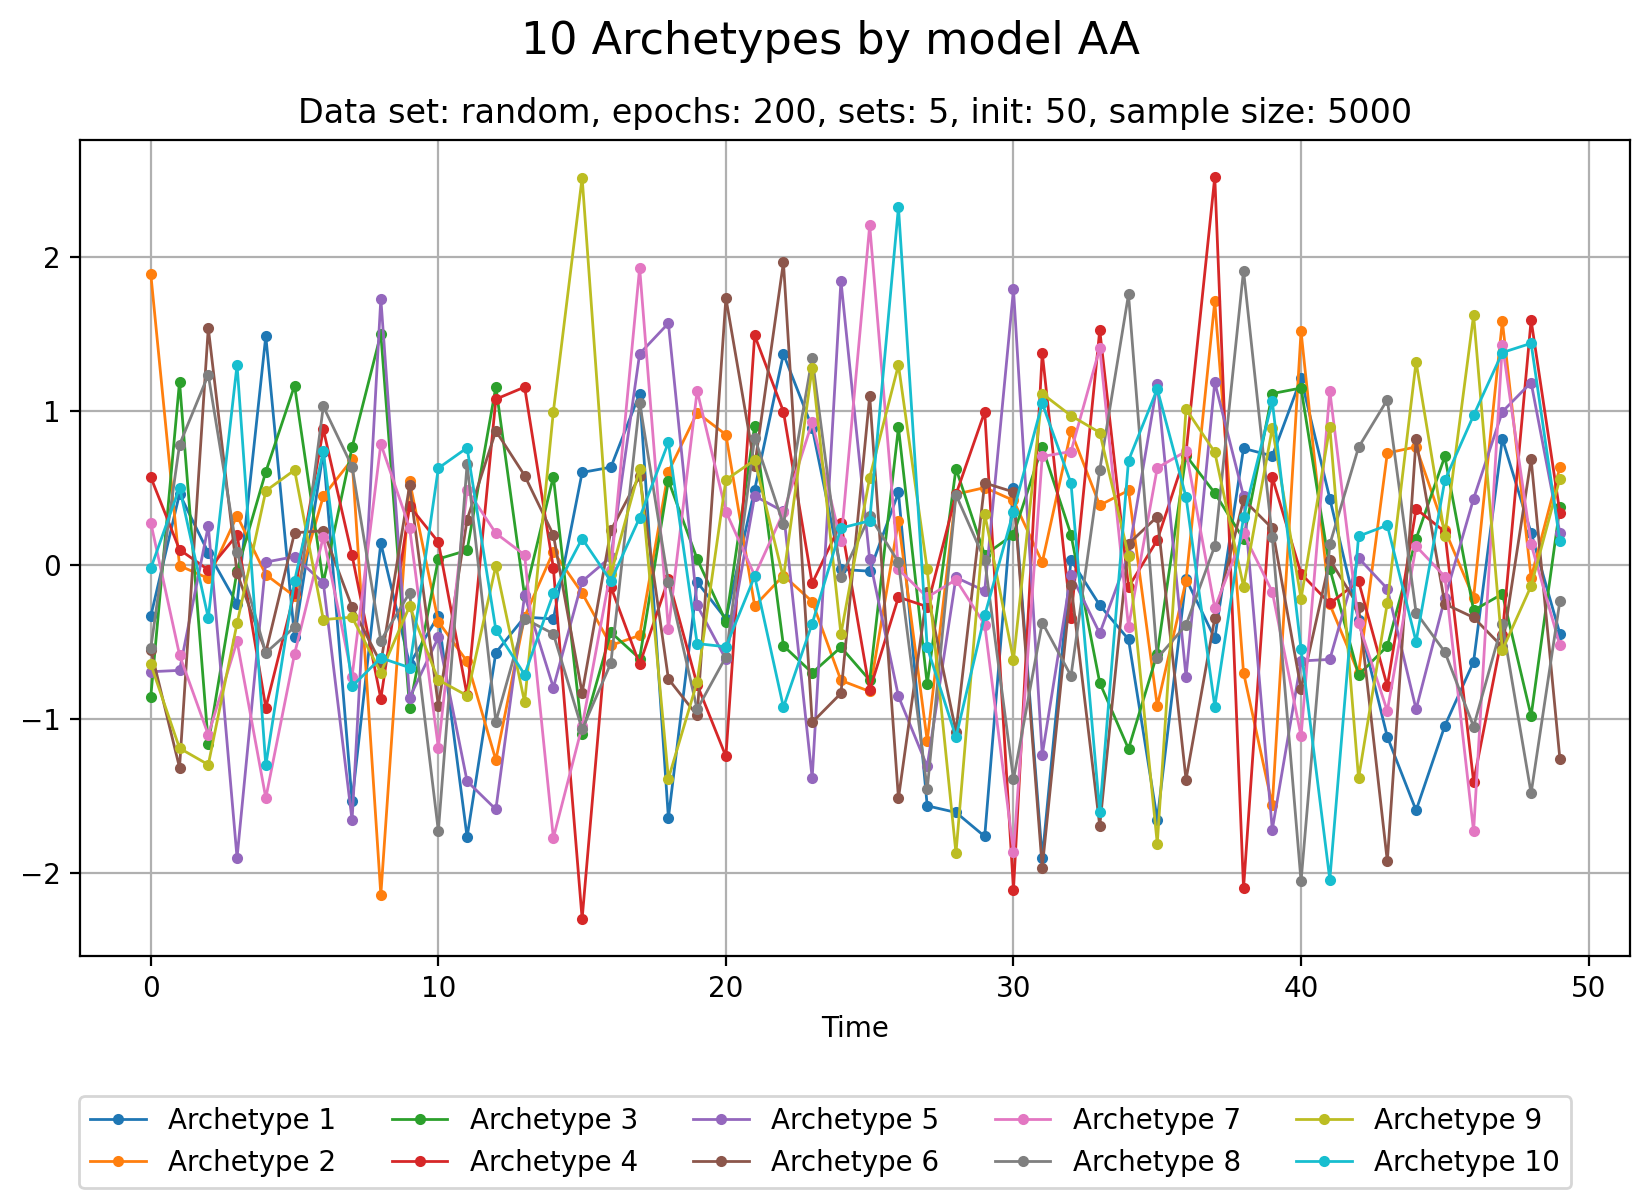 10 Archetypes by model AA
Data set: random, epochs: 200, sets: 5, init: 50, sample size: 5000
2
1
0
−1
−2
0 10 20 30 40 50
Time
Archetype 1 Archetype 3 Archetype 5 Archetype 7 Archetype 9
Archetype 2 Archetype 4 Archetype 6 Archetype 8 Archetype 10